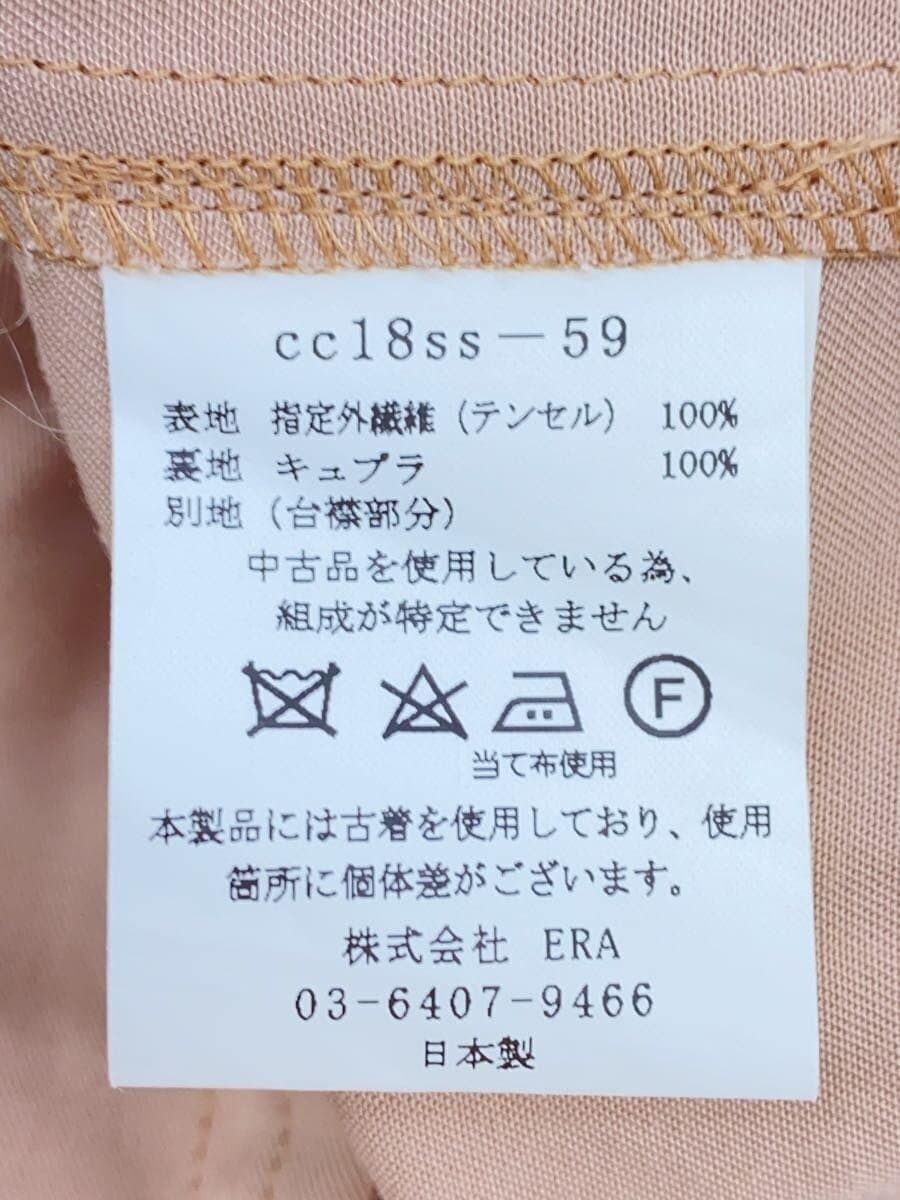 cc18ss－59
表地 指定外繊維（テンセル） 100%
裏地 キュプラ 100%
別地（台襟部分）
中古品を使用している為、
組成が特定できません
F
当て布使用
本製品には古着を使用しており、使用
箇所に個体差がございます。
株式会社 ERA
03-6407-9466
日本製